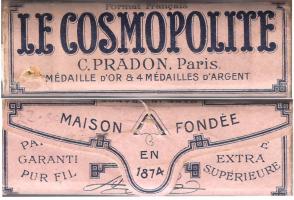 Format Français
LE COSMOPOLITE
C. PRADON, Paris.
MÉDAILLE D'OR & 4 MÉDAILLES D'ARGENT
MAISON FONDÉE
EN
1874
PA.
GARANTI
PUR FIL
P.
EXTRA
SUPÉRIEURE